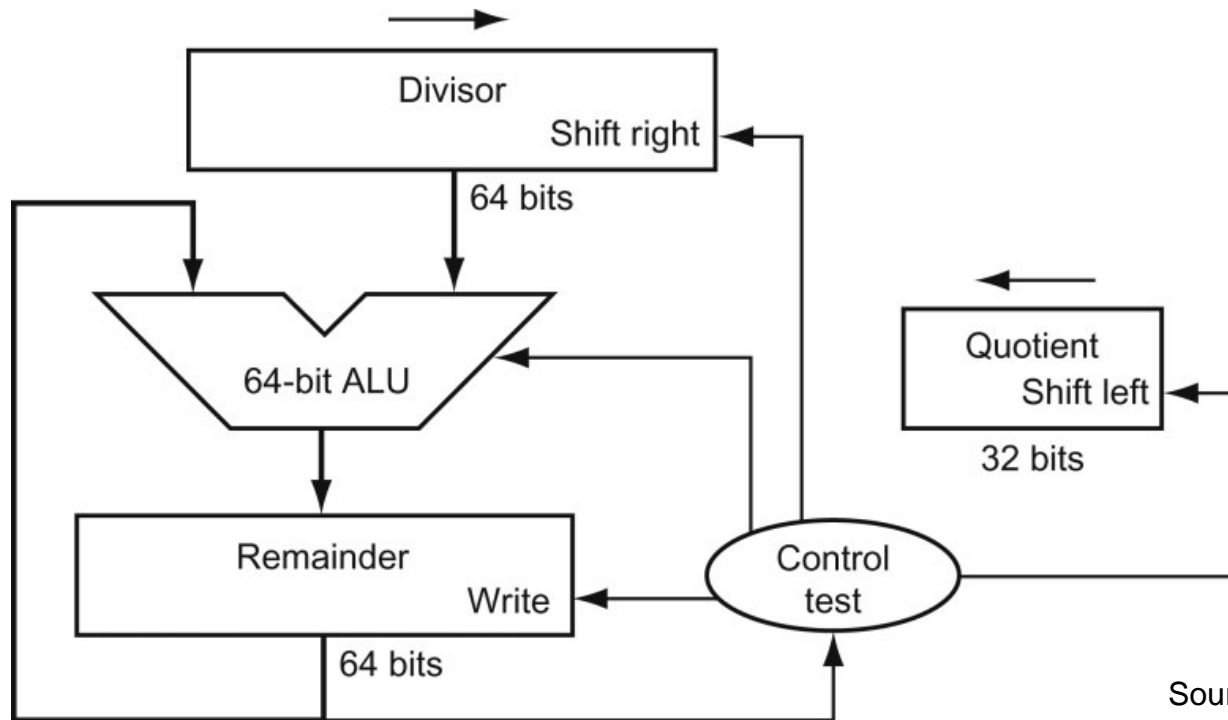 Divisor
Shift right
64 bits
64-bit ALU
Quotient
Shift left
32 bits
Remainder
Write
Control
test
64 bits
Sour